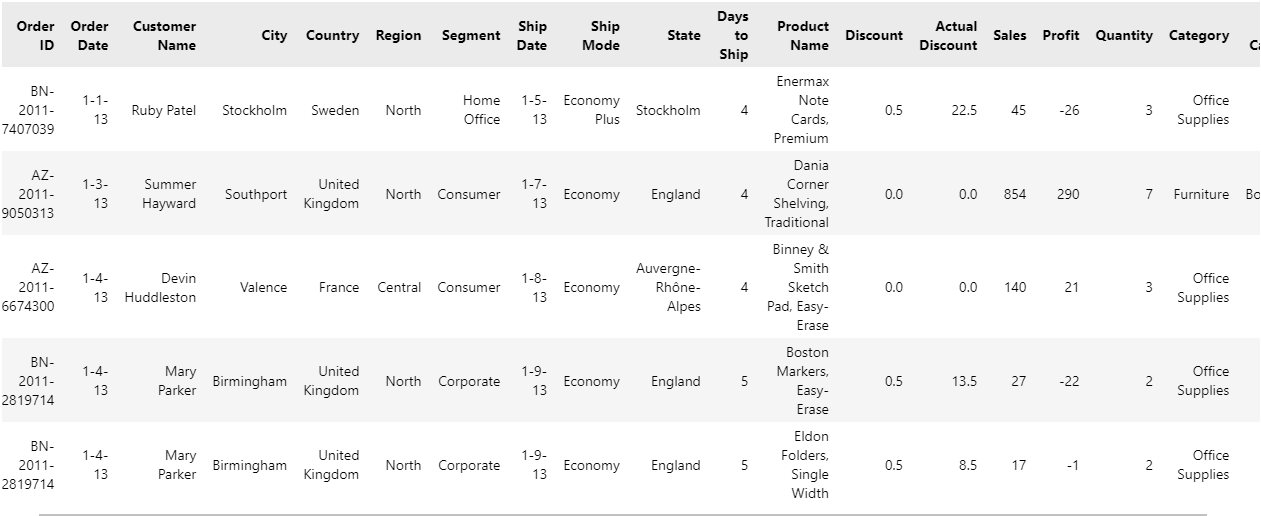 Order ID Order Date Customer Name City Country Region Segment Ship Date Ship Mode State Days to Ship Product Name Discount Actual Discount Sales Profit Quantity Category
BN-2011-7407039 1-1-13 Ruby Patel Stockholm Sweden North Home Office 1-5-13 Economy Plus Stockholm 4 Enermax Note Cards, Premium 0.5 22.5 45 -26 3 Office Supplies
AZ-2011-9050313 1-3-13 Summer Hayward Southport United Kingdom North Consumer 1-7-13 Economy England 4 Dania Corner Shelving, Traditional 0.0 0.0 854 290 7 Furniture Bo
AZ-2011-6674300 1-4-13 Devin Huddleston Valence France Central Consumer 1-8-13 Economy Auvergne-Rhône-Alpes 4 Binney & Smith Sketch Pad, Easy-Erase 0.0 0.0 140 21 3 Office Supplies
BN-2011-2819714 1-4-13 Mary Parker Birmingham United Kingdom North Corporate 1-9-13 Economy England 5 Boston Markers, Easy-Erase 0.5 13.5 27 -22 2 Office Supplies
BN-2011-2819714 1-4-13 Mary Parker Birmingham United Kingdom North Corporate 1-9-13 Economy England 5 Eldon Folders, Single Width 0.5 8.5 17 -1 2 Office Supplies